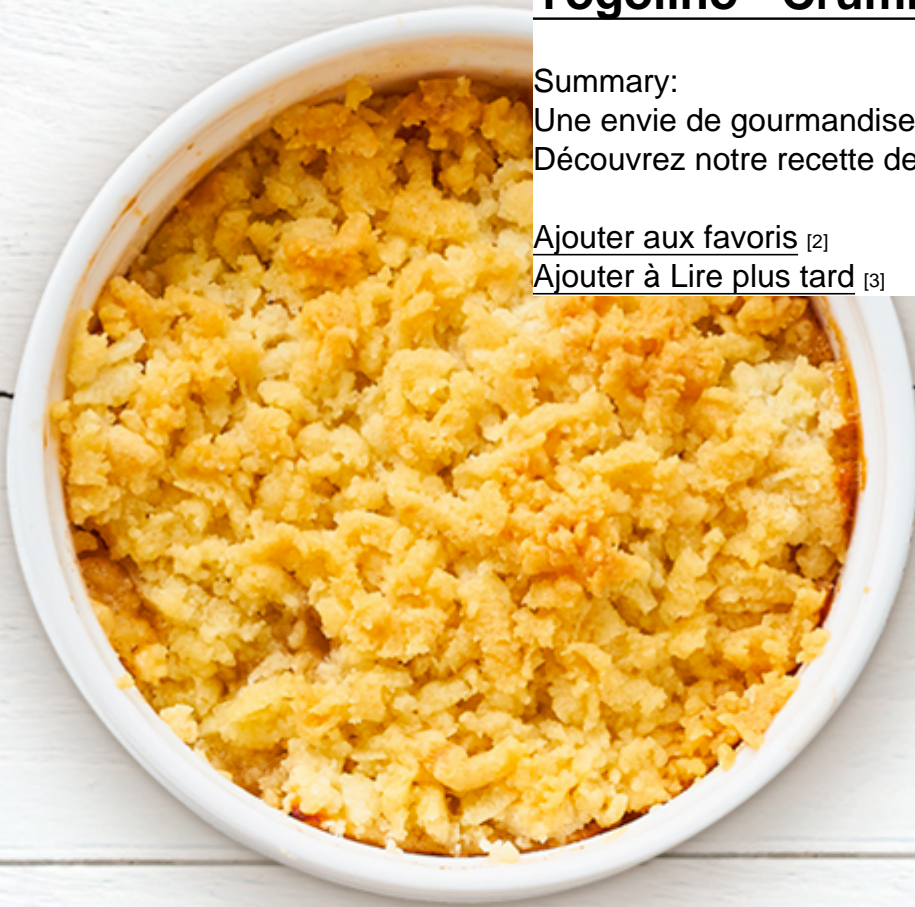 Summary:
Une envie de gourmandise
Découvrez notre recette de
Ajouter aux favoris [2]
Ajouter à Lire plus tard [3]